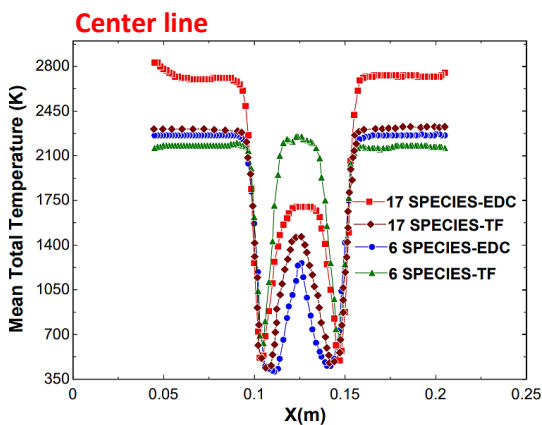 Center line
Mean Total Temperature (K)
2800
2450
2100
1750
1400
1050
700
350
17 SPECIES-EDC
17 SPECIES-TF
6 SPECIES-EDC
6 SPECIES-TF
0 0.05 0.1 0.15 0.2 0.25
X(m)